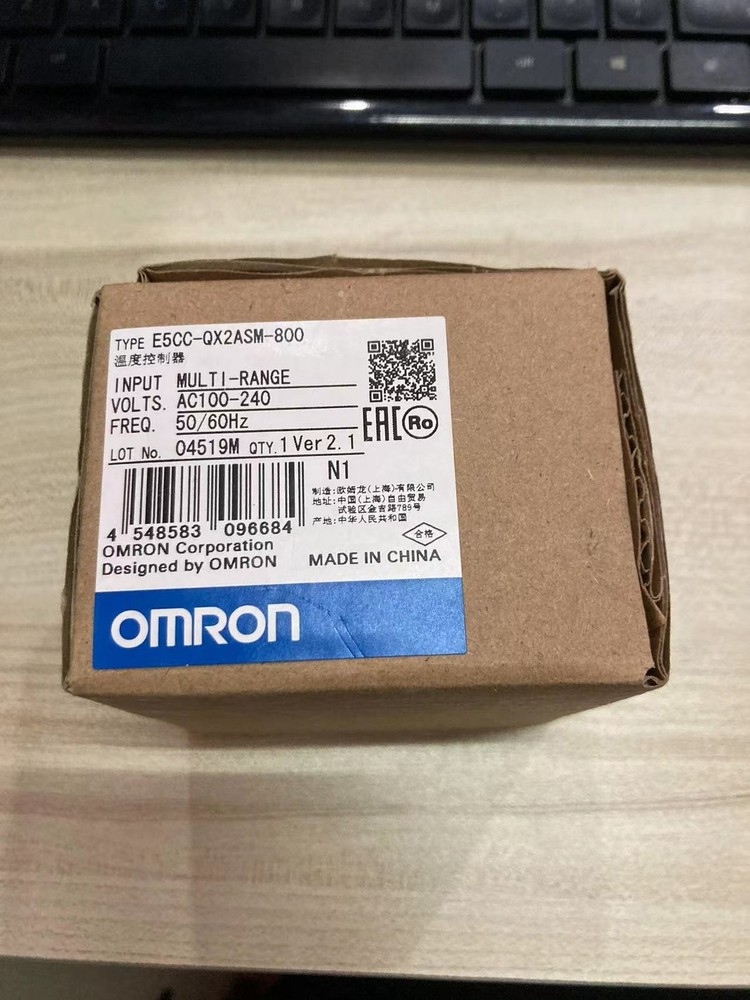 TYPE E5CC-QX2ASM-800
温度控制器
INPUT MULTI-RANGE
VOLTS. AC100-240
FREQ. 50/60Hz
EAC Ro
LOT No. 04519M QTY.1 Ver 2.1
N1
4 548583 096684
制造:欧姆龙(上海)有限公司
地址:中国(上海)自由贸易
试验区金吉路789号
产地:中华人民共和国
合格
OMRON Corporation
Designed by OMRON
MADE IN CHINA
OMRON